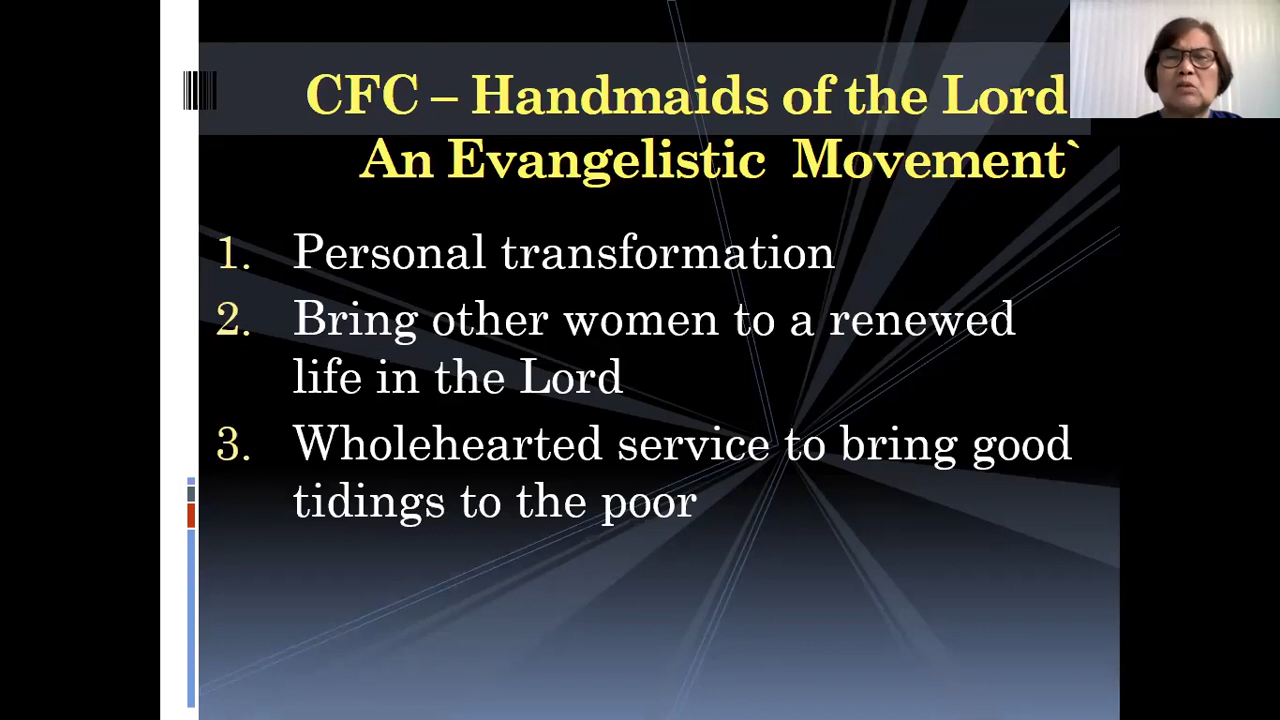 CFC – Handmaids of the Lord
An Evangelistic Movement`
1. Personal transformation
2. Bring other women to a renewed
life in the Lord
3. Wholehearted service to bring good
tidings to the poor